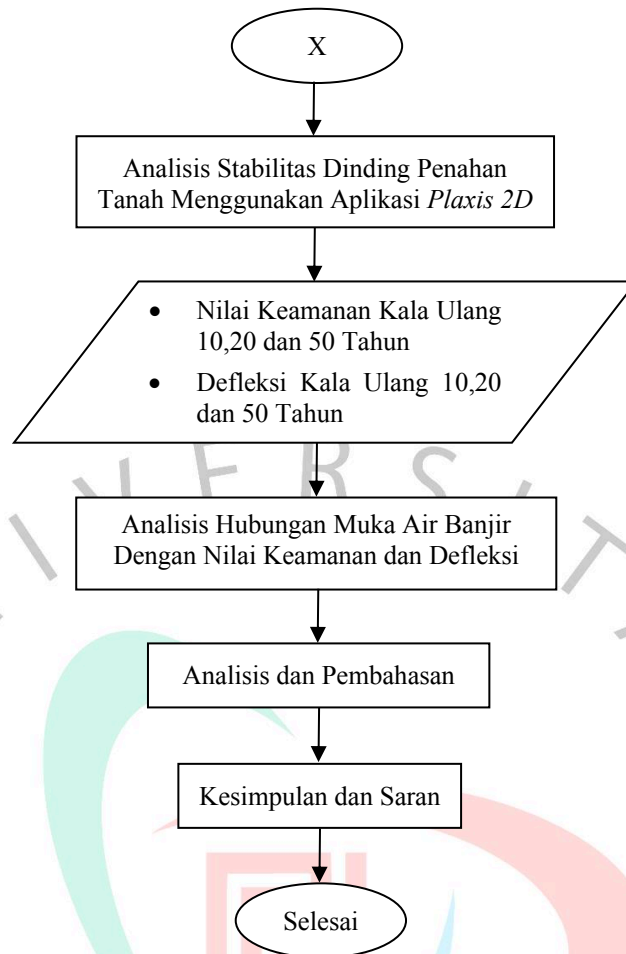 X
Analisis Stabilitas Dinding Penahan
Tanah Menggunakan Aplikasi Plaxis 2D
• Nilai Keamanan Kala Ulang
10,20 dan 50 Tahun
• Defleksi Kala Ulang 10,20
dan 50 Tahun
IVERSITA
Analisis Hubungan Muka Air Banjir
Dengan Nilai Keamanan dan Defleksi
Analisis dan Pembahasan
Kesimpulan dan Saran
Selesai